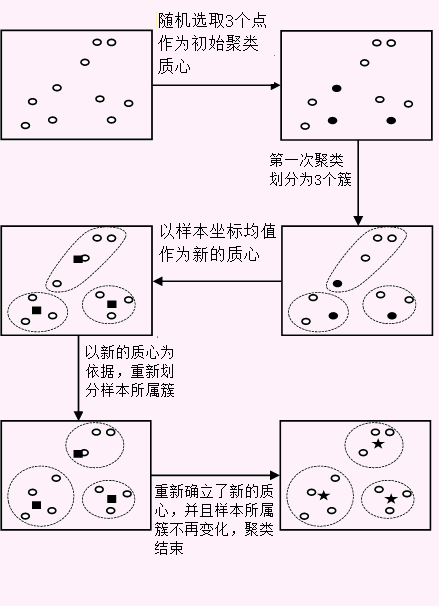 随机选取3个点
作为初始聚类
质心
第一次聚类
划分为3个簇
以样本坐标均值
作为新的质心
以新的质心为
依据，重新划
分样本所属簇
重新确立了新的质
心，并且样本所属
簇不再变化，聚类
结束